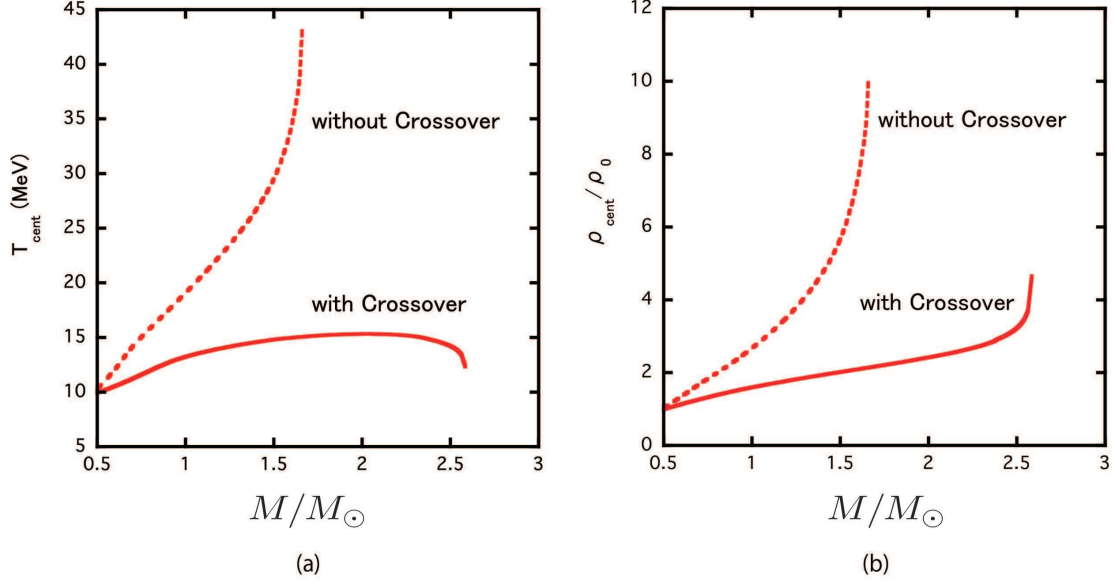 45
40
35
30
25
20
15
10
5
T_cent (MeV)
without Crossover
with Crossover
0.5 1 1.5 2 2.5 3
M/M⊙
(a)
12
10
8
6
4
2
0
ρ_cent / ρ_0
without Crossover
with Crossover
0.5 1 1.5 2 2.5 3
M/M⊙
(b)